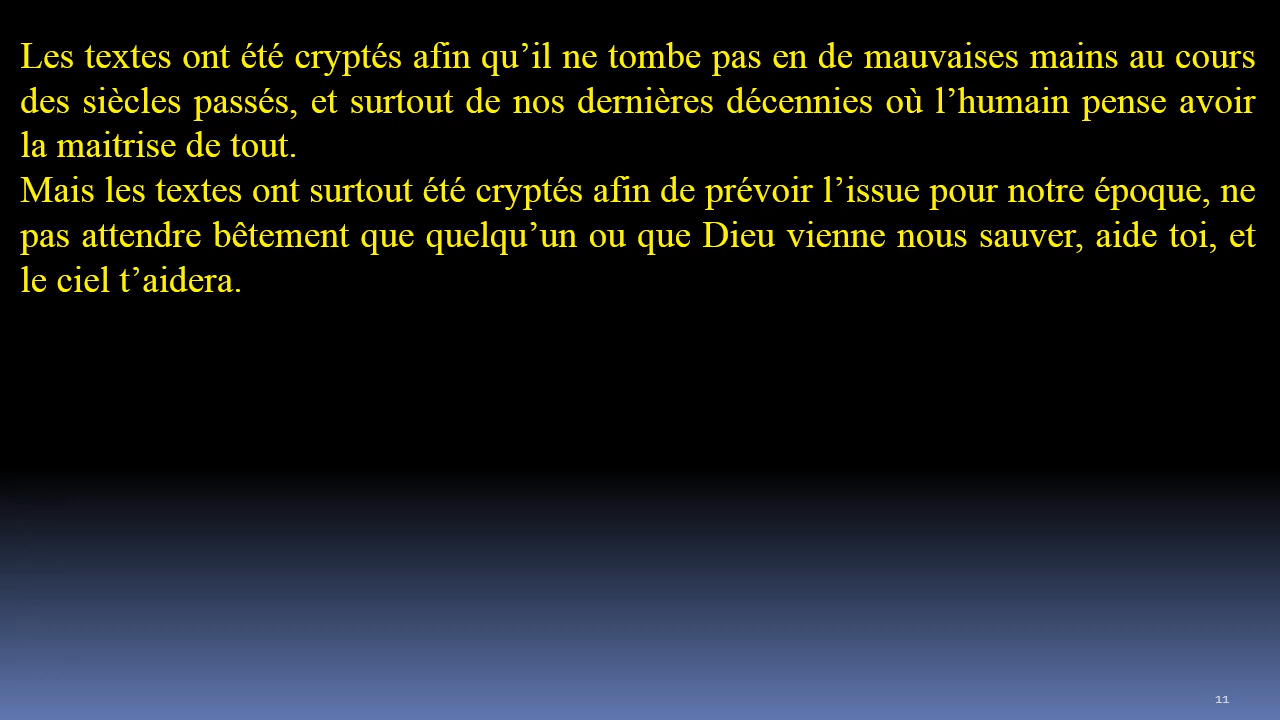 Les textes ont été cryptés afin qu’il ne tombe pas en de mauvaises mains au cours
des siècles passés, et surtout de nos dernières décennies où l’humain pense avoir
la maitrise de tout.
Mais les textes ont surtout été cryptés afin de prévoir l’issue pour notre époque, ne
pas attendre bêtement que quelqu’un ou que Dieu vienne nous sauver, aide toi, et
le ciel t’aidera.
11